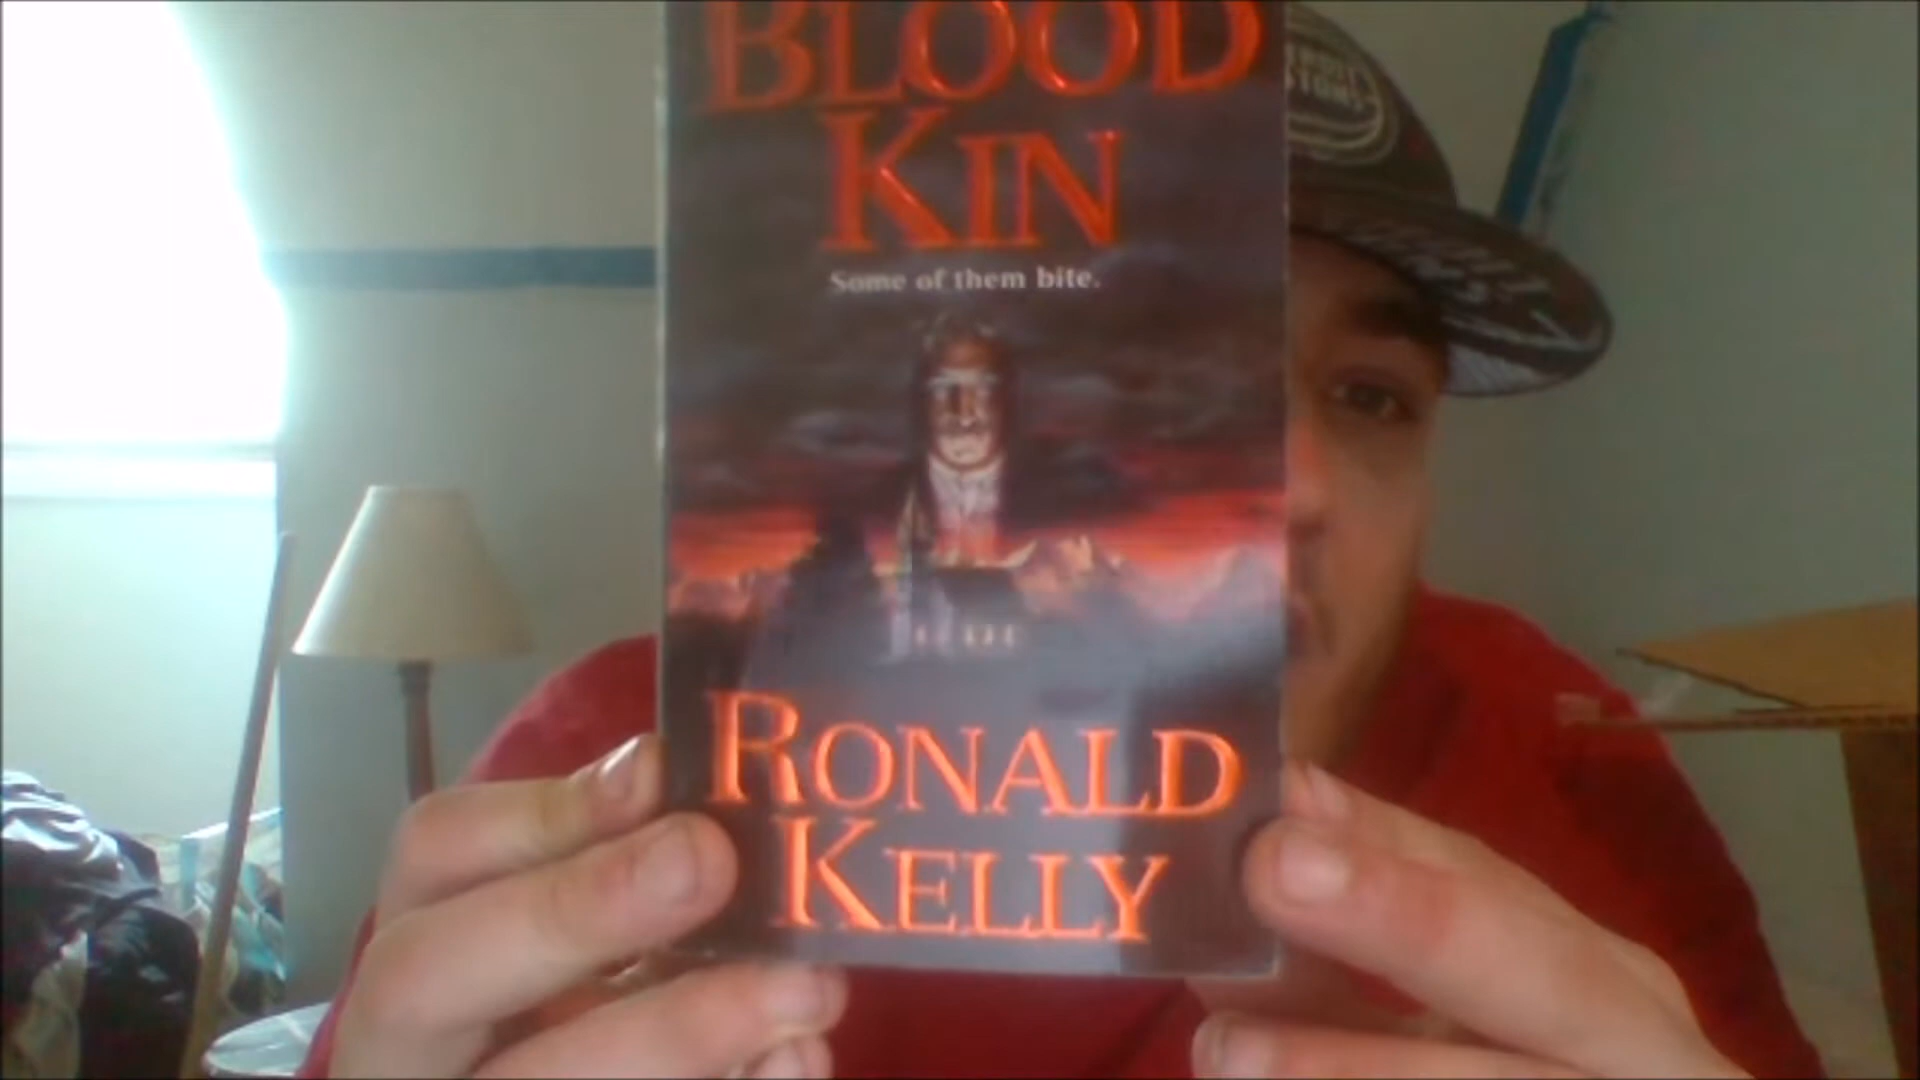 BLOOD
KIN
Some of them bite.
RONALD
KELLY